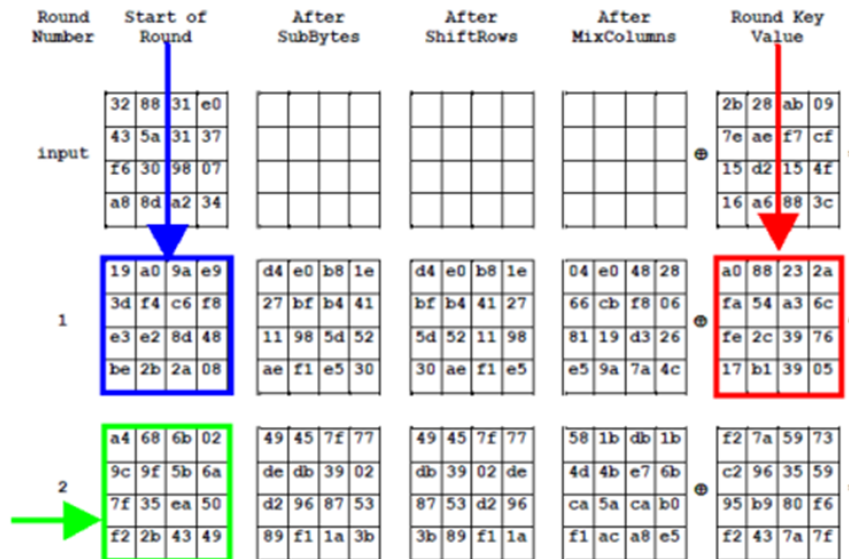 Round Number Start of Round After SubBytes After ShiftRows After MixColumns Round Key Value
32 88 31 e0 2b 28 ab 09
43 5a 31 37 7e ae f7 cf
input ⊕
f6 30 98 07 15 d2 15 4f
a8 8d a2 34 16 a6 88 3c
19 a0 9a e9 d4 e0 b8 1e d4 e0 b8 1e 04 e0 48 28 a0 88 23 2a
3d f4 c6 f8 27 bf b4 41 bf b4 41 27 66 cb f8 06 fa 54 a3 6c
1 ⊕
e3 e2 8d 48 11 98 5d 52 5d 52 11 98 81 19 d3 26 fe 2c 39 76
be 2b 2a 08 ae f1 e5 30 30 ae f1 e5 e5 9a 7a 4c 17 b1 39 05
a4 68 6b 02 49 45 7f 77 49 45 7f 77 58 1b db 1b f2 7a 59 73
9c 9f 5b 6a de db 39 02 db 39 02 de 4d 4b e7 6b c2 96 35 59
2 ⊕
7f 35 ea 50 d2 96 87 53 87 53 d2 96 ca 5a ca b0 95 b9 80 f6
f2 2b 43 49 89 f1 1a 3b 3b 89 f1 1a f1 ac a8 e5 f2 43 7a 7f